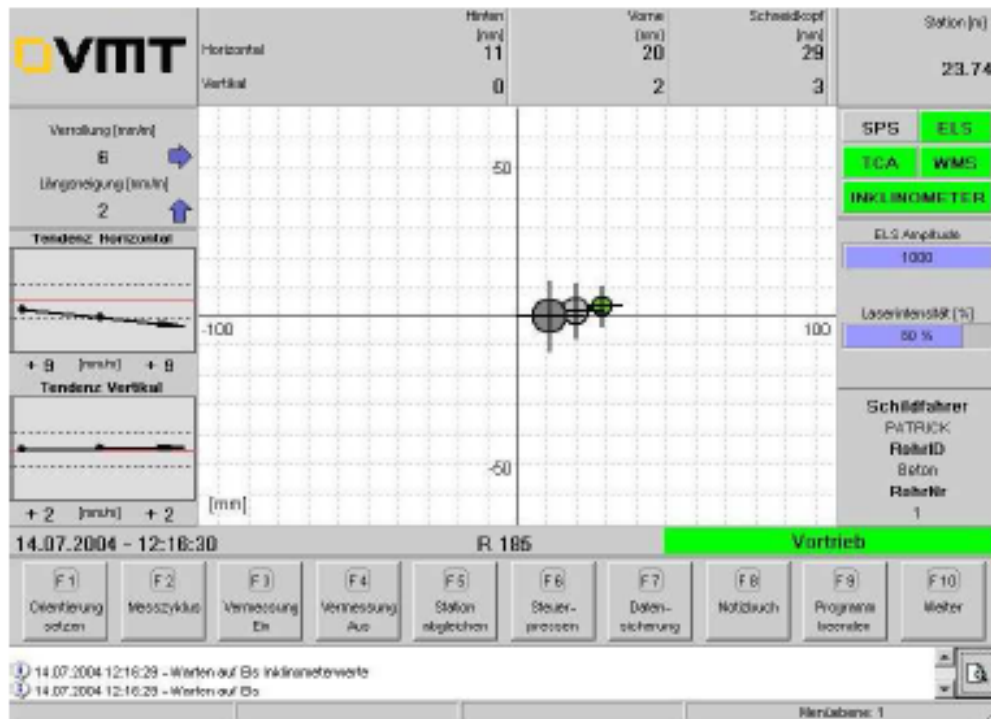 VMT
Hinten Vorne Schneidkopf Station [m]
[mm] [mm] [mm]
Horizontal 11 20 29
23.74
Vertikal 0 2 3
Verrollung [mm/m]
6
Längsneigung [mm/m]
2
SPS ELS
TCA WMS
INKLINOMETER
Tendenz Horizontal
+ 9 [mm/m] + 9
Tendenz Vertikal
+ 2 [mm/m] + 2
50
-100 100
-50
[mm]
ELS Amplitude
1000
Laserintensität [%]
80 %
Schildfahrer
PATRICK
RohrID
Beton
RohrNr
1
14.07.2004 - 12:16:30 R 185 Vortrieb
F1 F2 F3 F4 F5 F6 F7 F8 F9 F10
Orientierung Messzyklus Vermessung Vermessung Station Steuer- Daten- Notizbuch Programm Weiter
setzen Ein Aus abgleichen pressen sicherung beenden
14.07.2004 12:16:29 - Warten auf Els Inklinometerwerte
14.07.2004 12:16:29 - Warten auf Els
Menüebene: 1